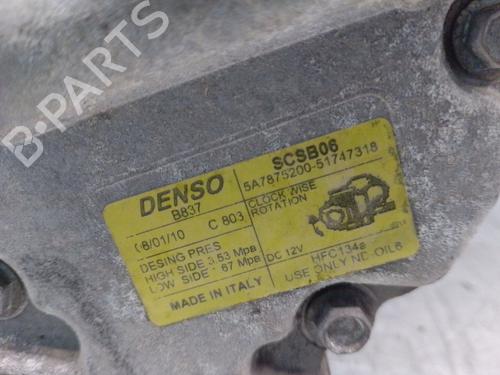 B-PARTS
DENSO
B837
08/01/10 C 803
DESING PRES
HIGH SIDE 3.53 Mpa
LOW SIDE 1.67 Mpa
MADE IN ITALY
SCSB06
5A7875200-51747318
CLOCK WISE
ROTATION
DC 12V
HFC134a
USE ONLY ND-OIL8